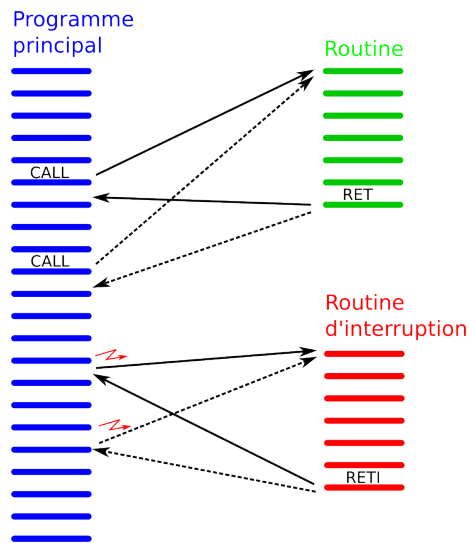 Programme
principal
Routine
CALL
RET
CALL
Routine
d'interruption
RETI